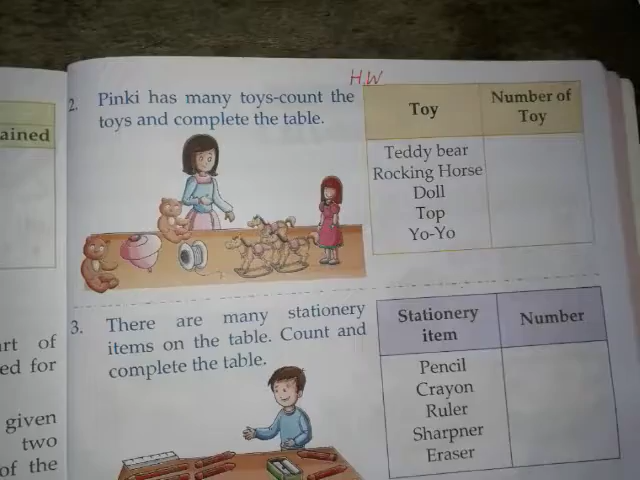 H.W
2. Pinki has many toys-count the
toys and complete the table.
Toy
Number of
Toy
Teddy bear
Rocking Horse
Doll
Top
Yo-Yo
ained
3. There are many stationery
items on the table. Count and
complete the table.
Stationery
item
Number
Pencil
Crayon
Ruler
Sharpner
Eraser
rt of
ed for
given
two
of the